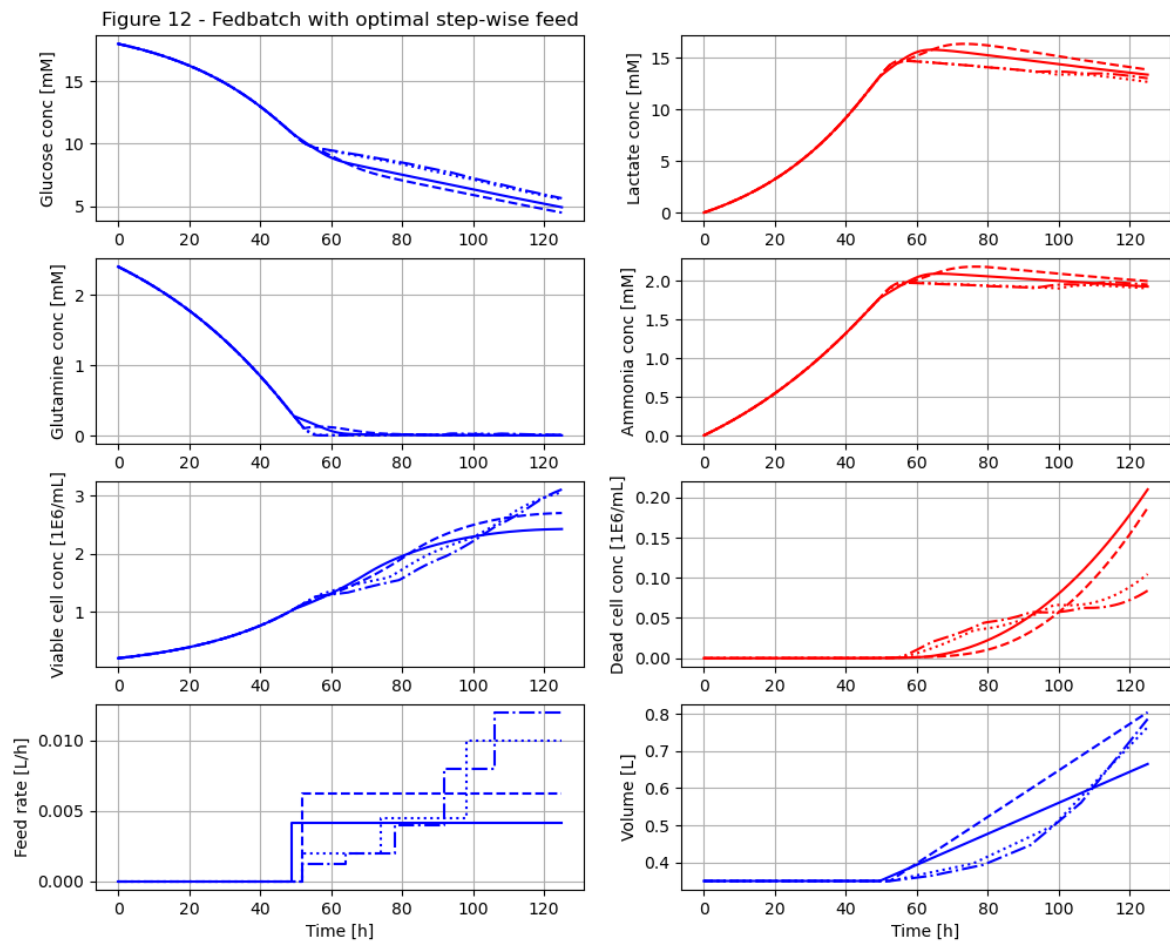 Figure 12 - Fedbatch with optimal step-wise feed
Glucose conc [mM]
15
10
5
0 20 40 60 80 100 120
Lactate conc [mM]
15
10
5
0
0 20 40 60 80 100 120
Glutamine conc [mM]
2
1
0
0 20 40 60 80 100 120
Ammonia conc [mM]
2.0
1.5
1.0
0.5
0.0
0 20 40 60 80 100 120
Viable cell conc [1E6/mL]
3
2
1
0 20 40 60 80 100 120
Dead cell conc [1E6/mL]
0.20
0.15
0.10
0.05
0.00
0 20 40 60 80 100 120
Feed rate [L/h]
0.010
0.005
0.000
0 20 40 60 80 100 120
Time [h]
Volume [L]
0.8
0.7
0.6
0.5
0.4
0 20 40 60 80 100 120
Time [h]